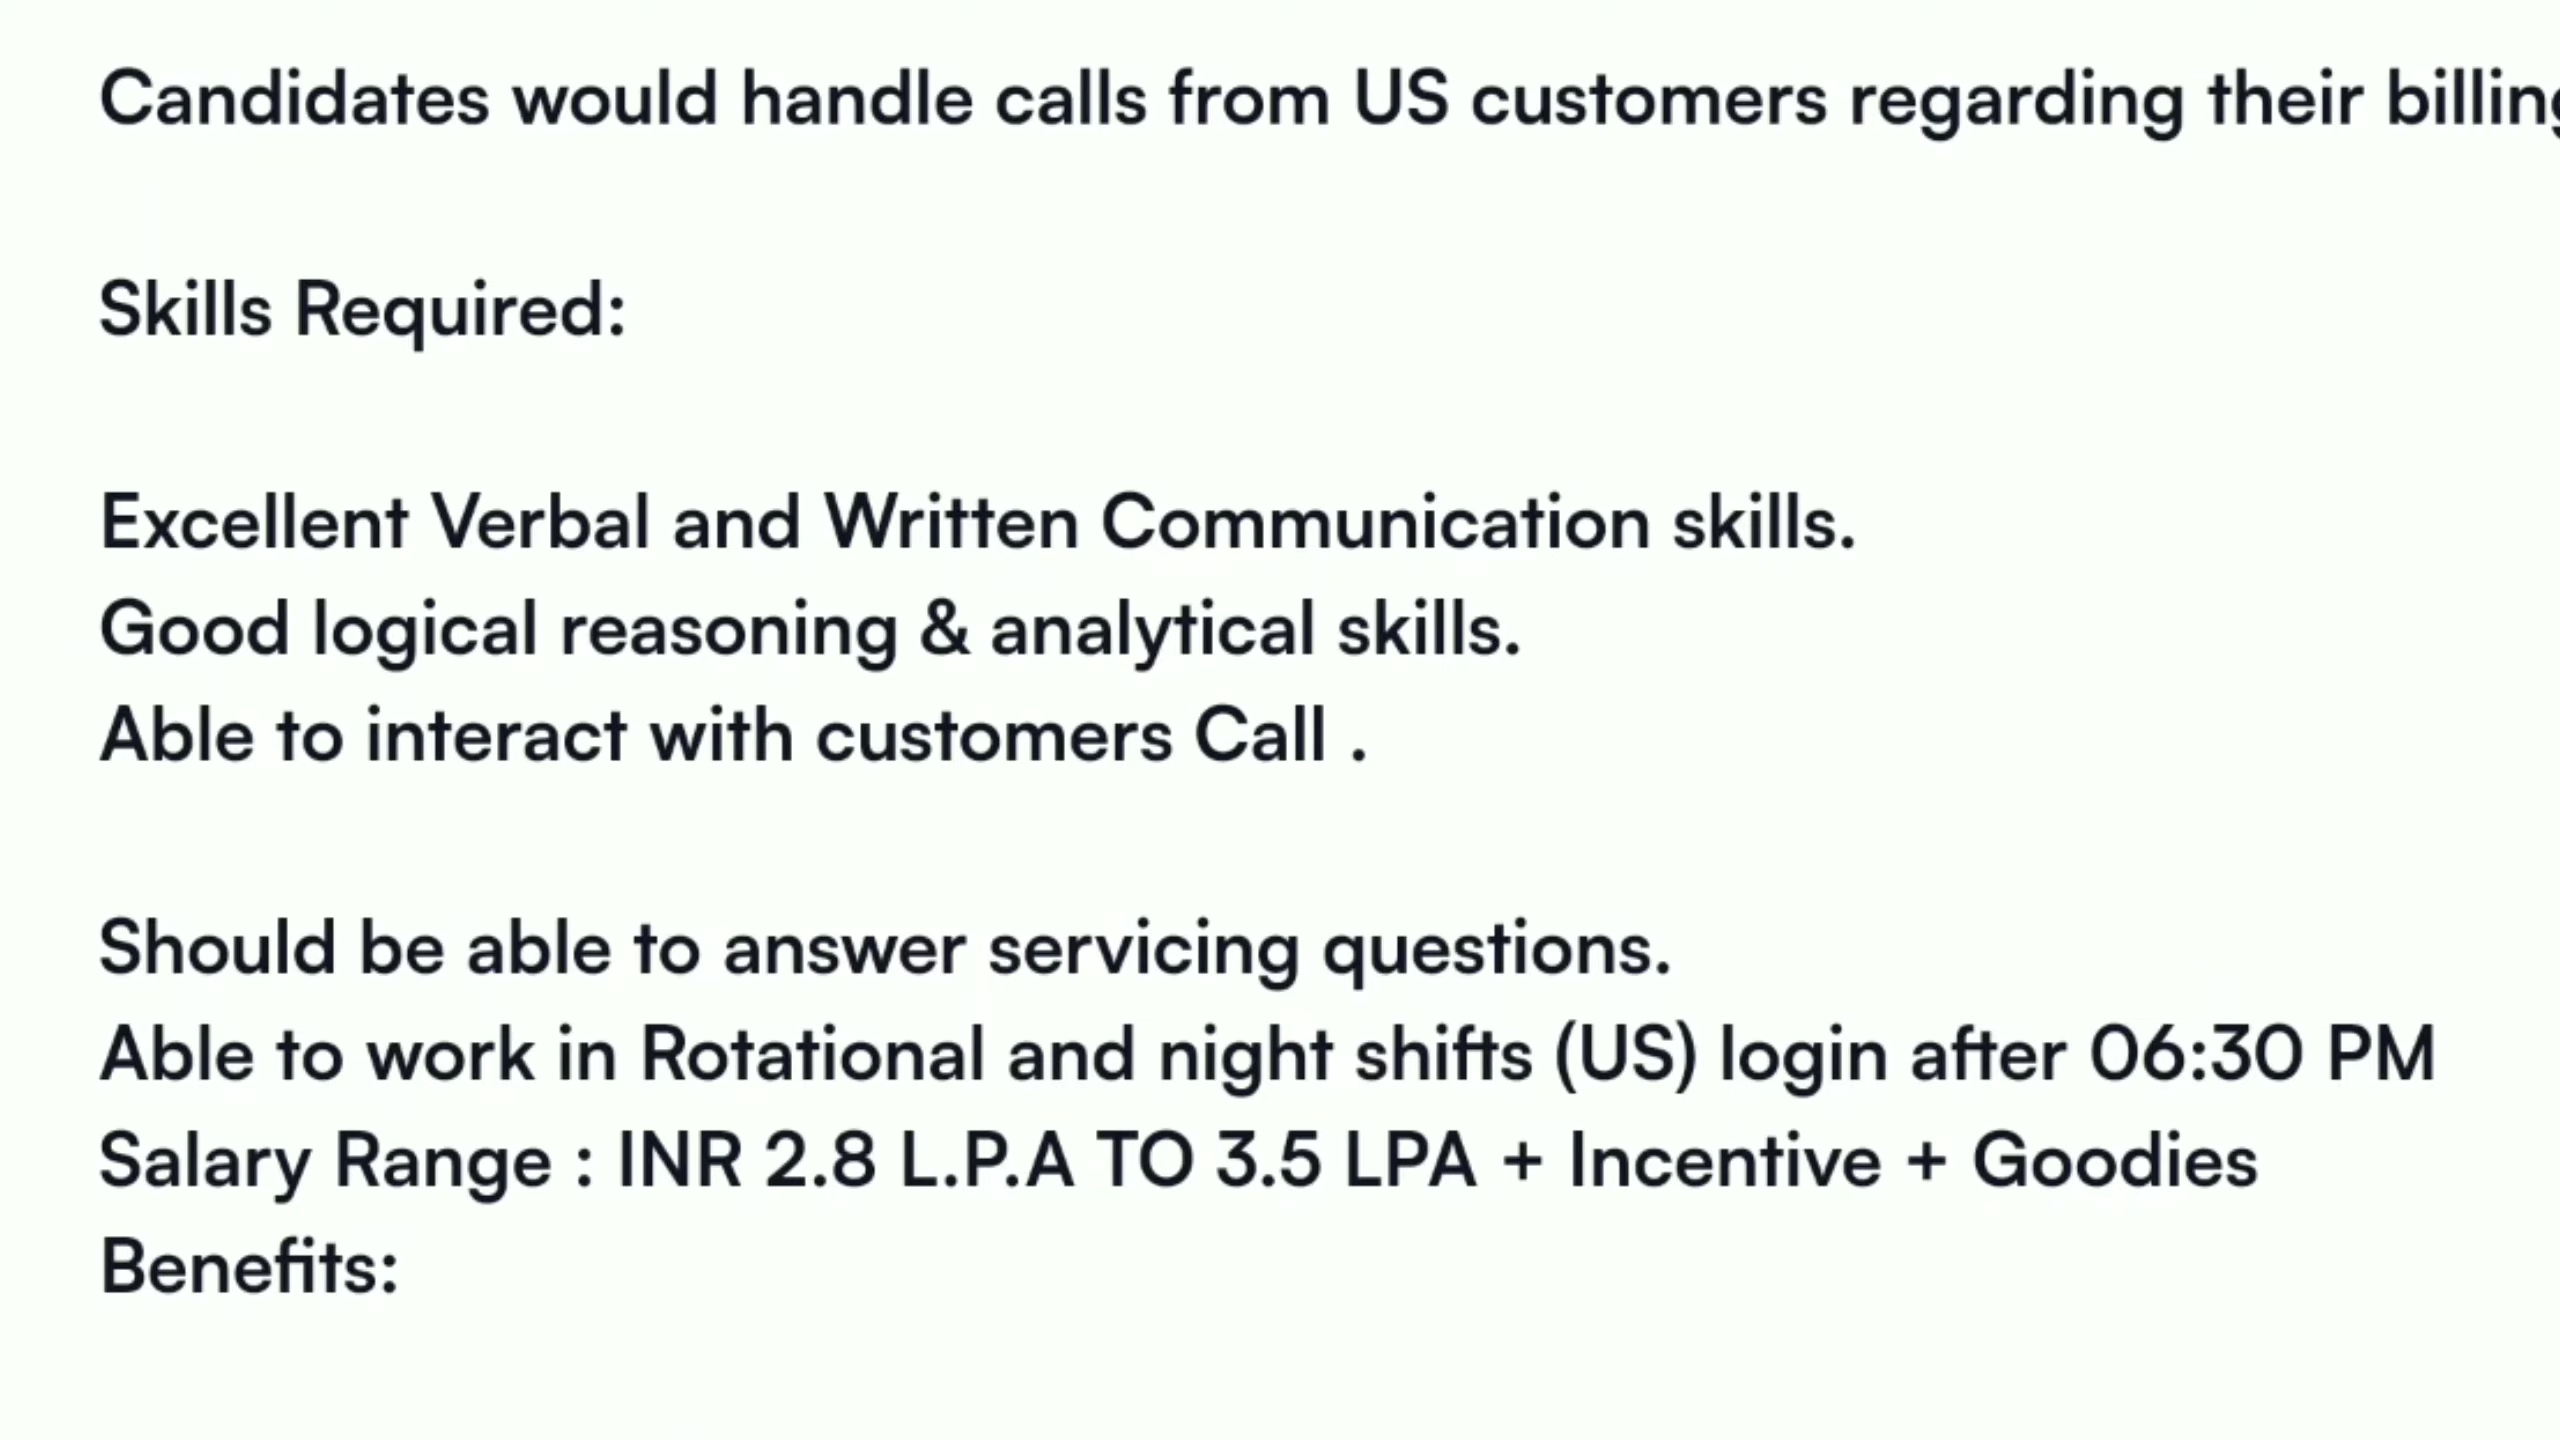 Candidates would handle calls from US customers regarding their billing
Skills Required:
Excellent Verbal and Written Communication skills.
Good logical reasoning & analytical skills.
Able to interact with customers Call .
Should be able to answer servicing questions.
Able to work in Rotational and night shifts (US) login after 06:30 PM
Salary Range : INR 2.8 L.P.A TO 3.5 LPA + Incentive + Goodies
Benefits: